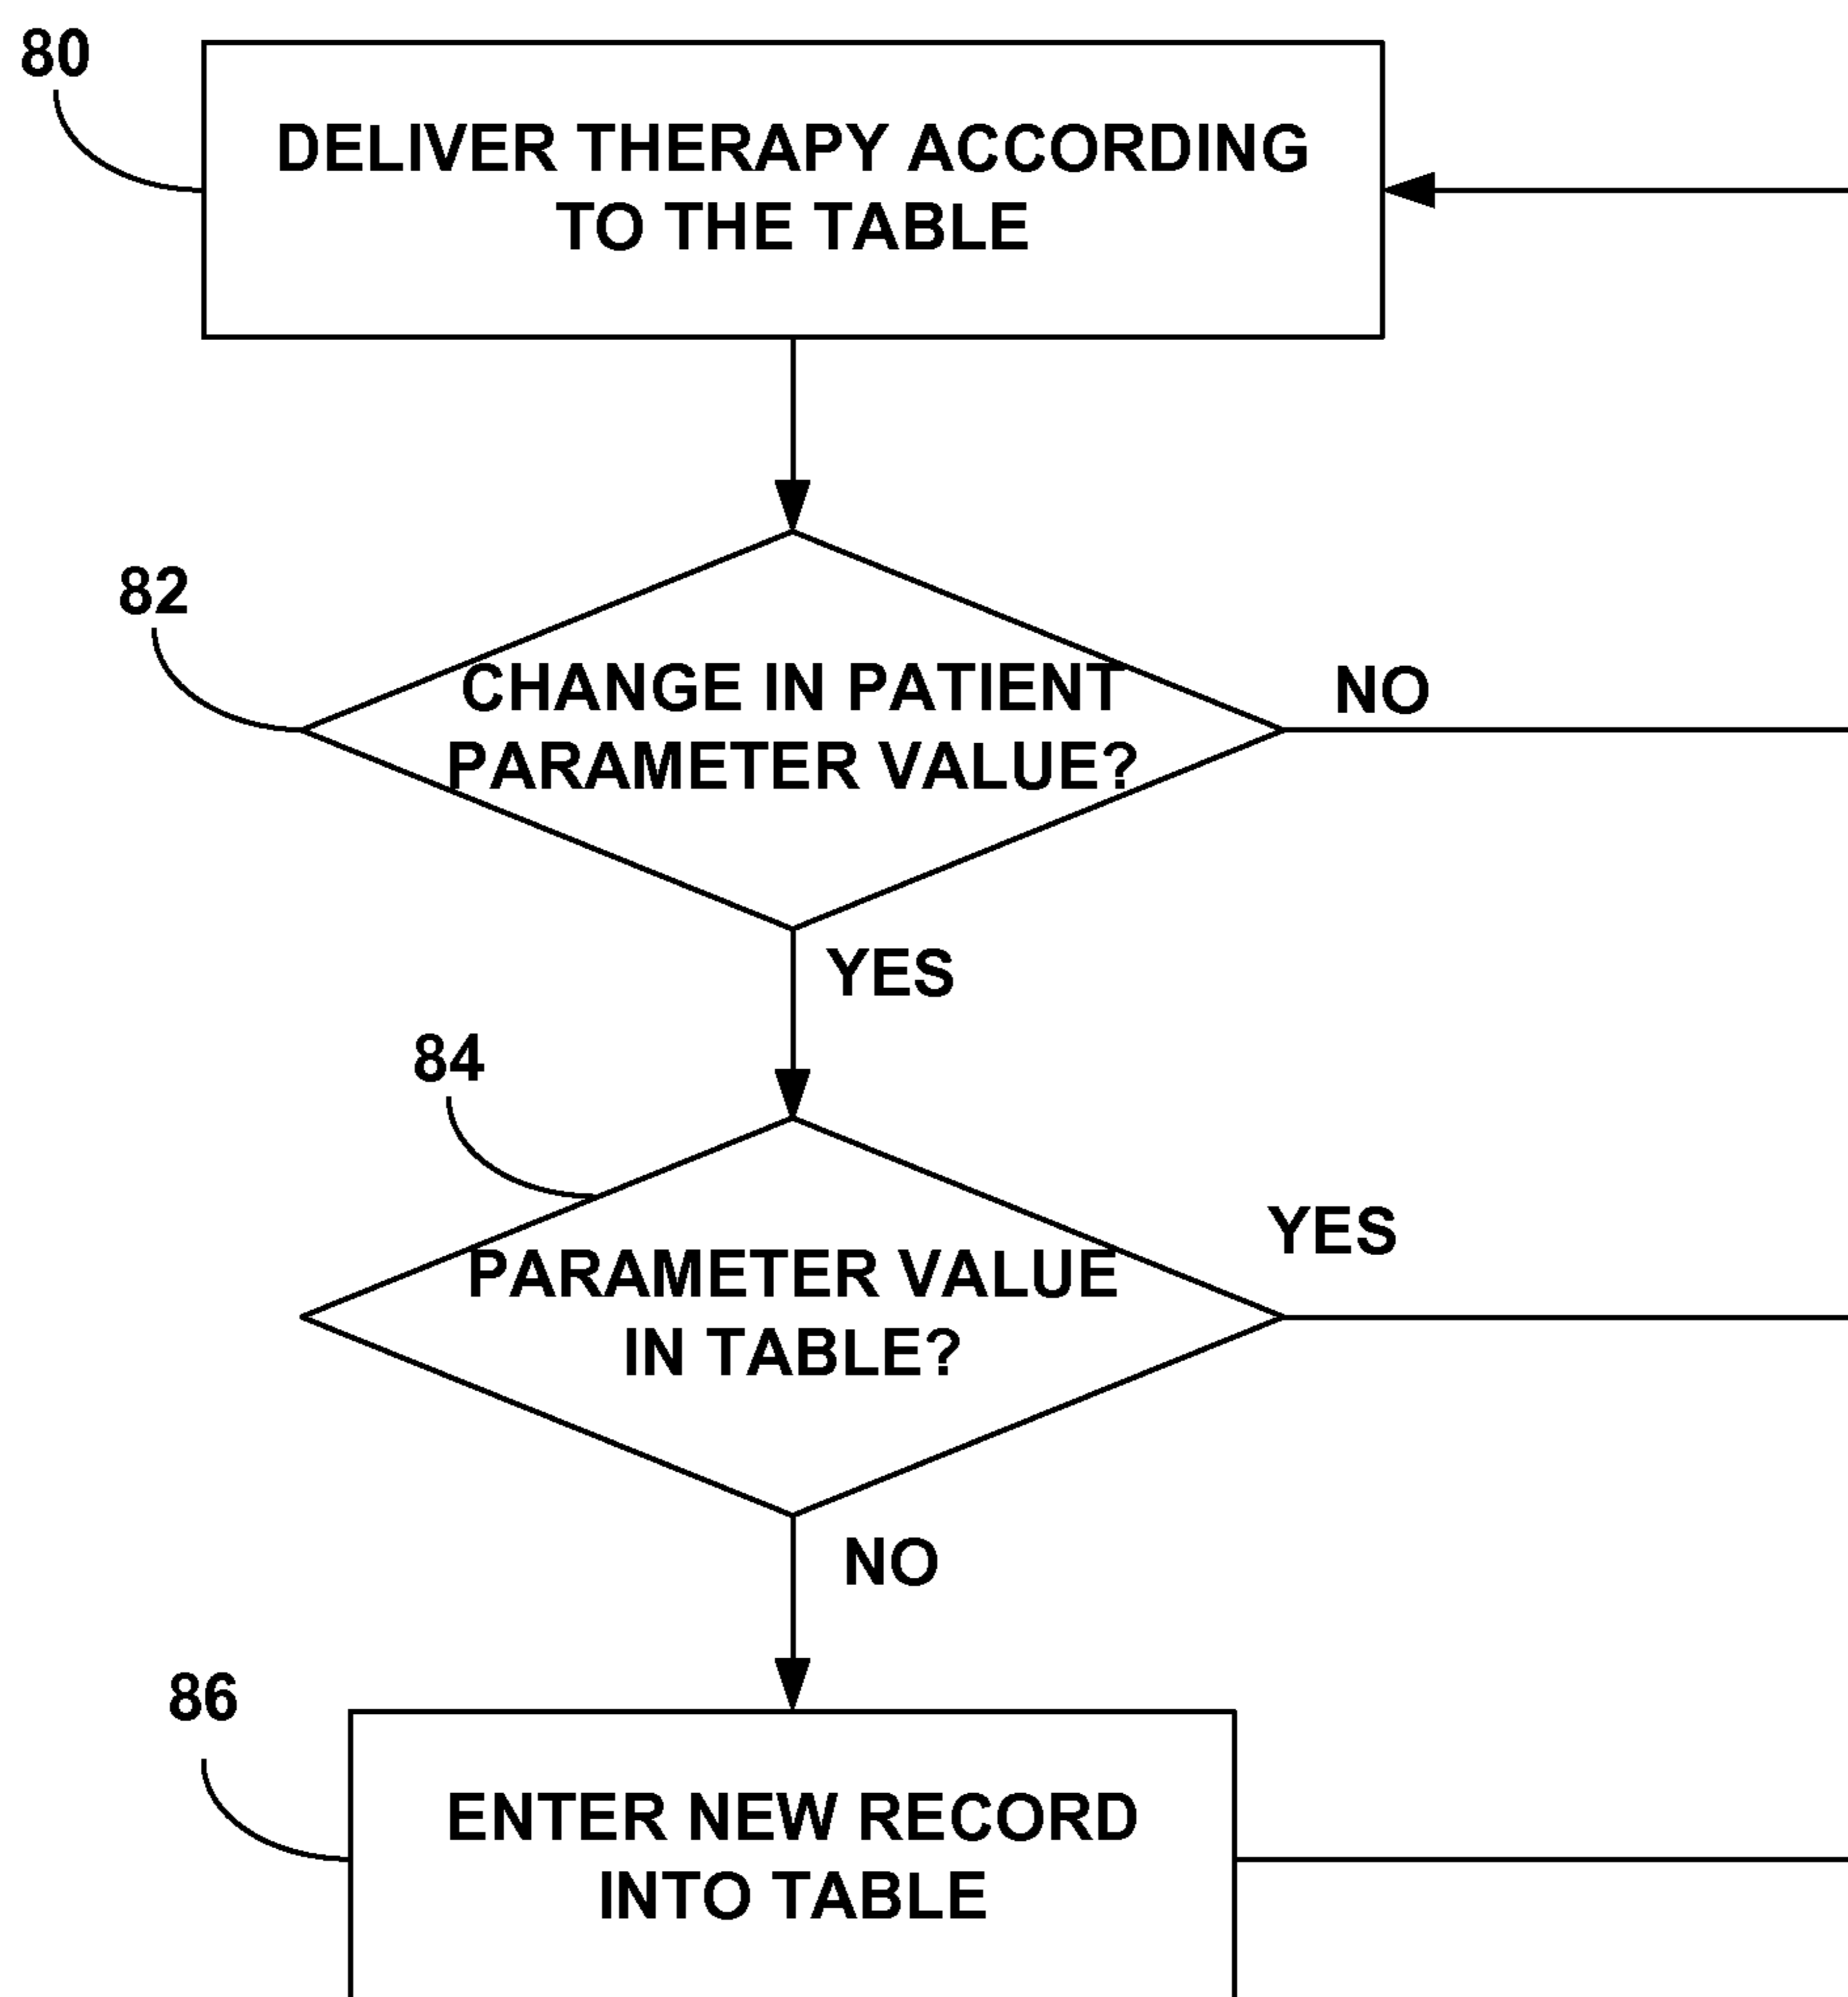 80
DELIVER THERAPY ACCORDING
TO THE TABLE
82
CHANGE IN PATIENT
PARAMETER VALUE?
NO
YES
84
PARAMETER VALUE
IN TABLE?
YES
NO
86
ENTER NEW RECORD
INTO TABLE